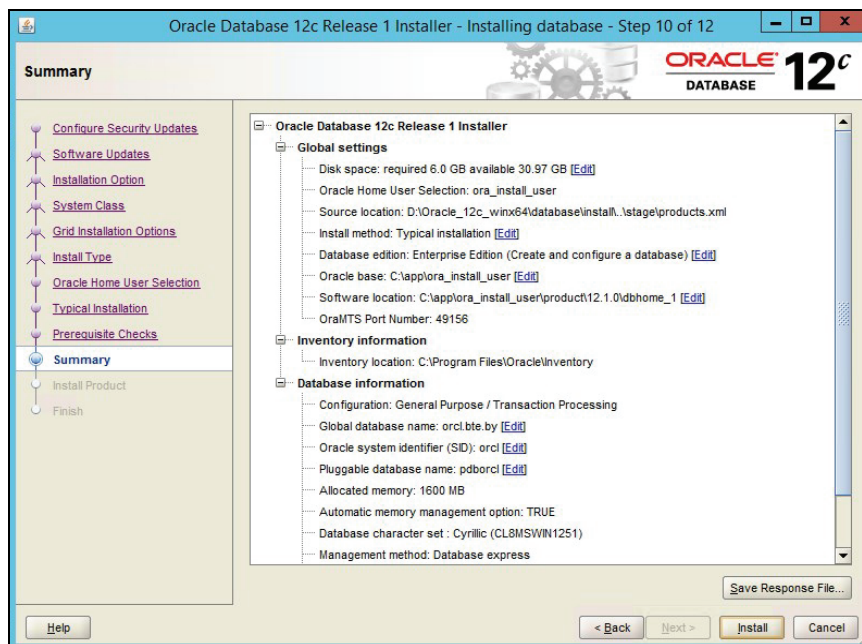 Oracle Database 12c Release 1 Installer - Installing database - Step 10 of 12
Summary
ORACLE DATABASE 12c
Configure Security Updates
Software Updates
Installation Option
System Class
Grid Installation Options
Install Type
Oracle Home User Selection
Typical Installation
Prerequisite Checks
Summary
Install Product
Finish
Oracle Database 12c Release 1 Installer
Global settings
Disk space: required 6.0 GB available 30.97 GB [Edit]
Oracle Home User Selection: ora_install_user
Source location: D:\Oracle_12c_winx64\database\install\..\stage\products.xml
Install method: Typical installation [Edit]
Database edition: Enterprise Edition (Create and configure a database) [Edit]
Oracle base: C:\app\ora_install_user [Edit]
Software location: C:\app\ora_install_user\product\12.1.0\dbhome_1 [Edit]
OraMTS Port Number: 49156
Inventory information
Inventory location: C:\Program Files\Oracle\Inventory
Database information
Configuration: General Purpose / Transaction Processing
Global database name: orcl.bte.by [Edit]
Oracle system identifier (SID): orcl [Edit]
Pluggable database name: pdborcl [Edit]
Allocated memory: 1600 MB
Automatic memory management option: TRUE
Database character set : Cyrillic (CL8MSWIN1251)
Management method: Database express
Save Response File...
Help
< Back
Next >
Install
Cancel